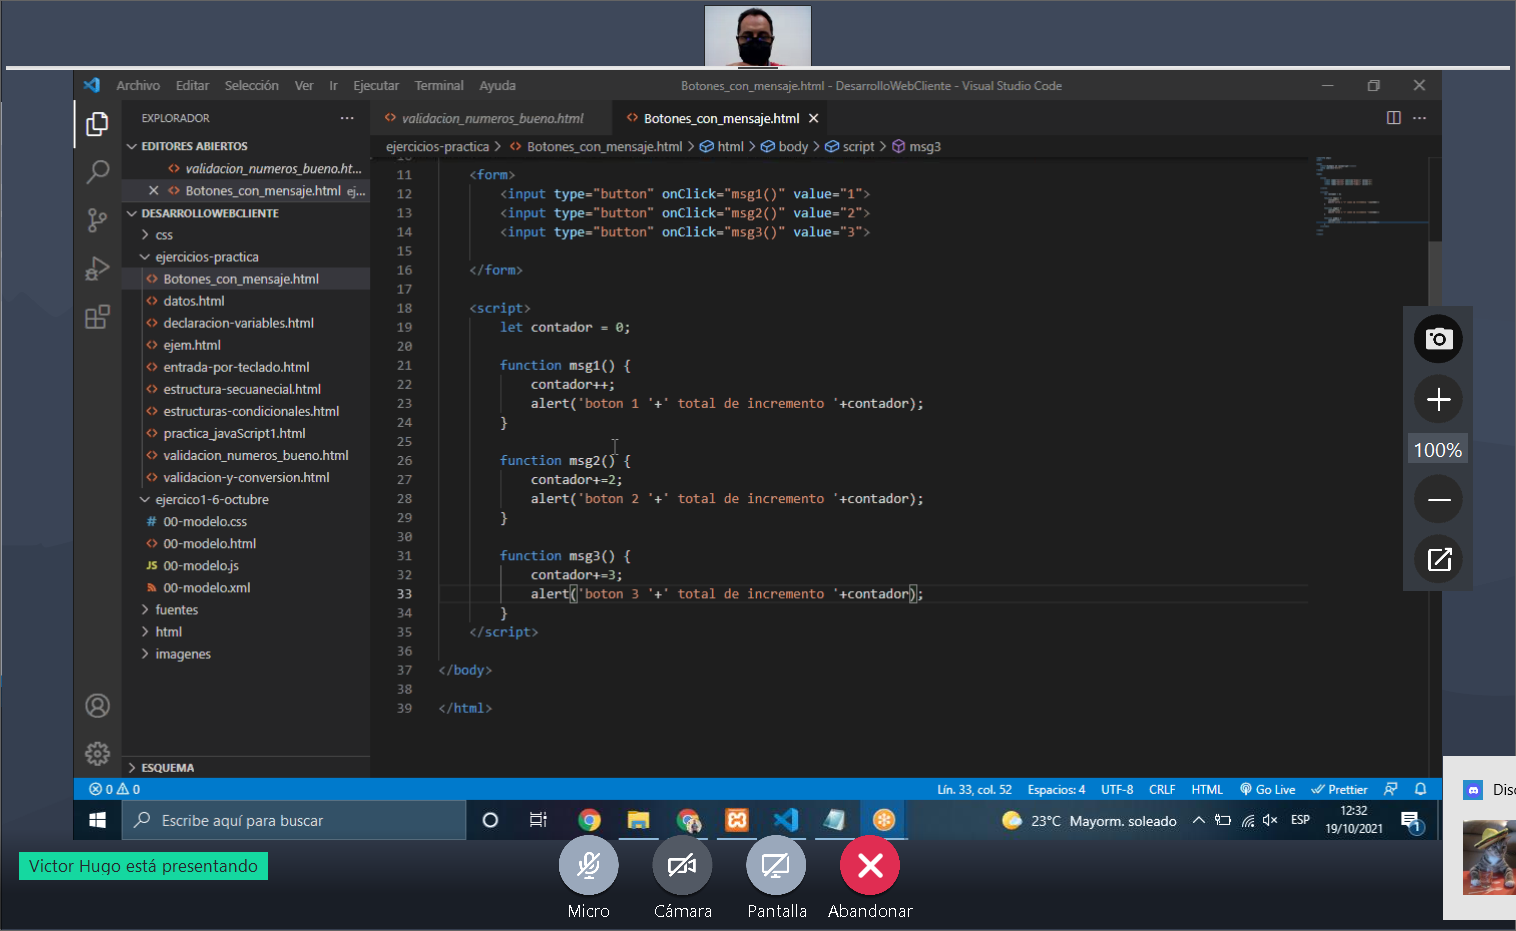 Archivo Editar Selección Ver Ir Ejecutar Terminal Ayuda
Botones_con_mensaje.html - DesarrolloWebCliente - Visual Studio Code
EXPLORADOR
EDITORES ABIERTOS
validacion_numeros_bueno.ht...
Botones_con_mensaje.html ej...
DESARROLLOWEBCLIENTE
css
ejercicios-practica
Botones_con_mensaje.html
datos.html
declaracion-variables.html
ejem.html
entrada-por-teclado.html
estructura-secuanecial.html
estructuras-condicionales.html
practica_javaScript1.html
validacion_numeros_bueno.html
validacion-y-conversion.html
ejercico1-6-octubre
# 00-modelo.css
00-modelo.html
JS 00-modelo.js
00-modelo.xml
fuentes
html
imagenes
ESQUEMA
validacion_numeros_bueno.html
Botones_con_mensaje.html
ejercicios-practica > Botones_con_mensaje.html > html > body > script > msg3
11 <form>
12 <input type="button" onClick="msg1()" value="1">
13 <input type="button" onClick="msg2()" value="2">
14 <input type="button" onClick="msg3()" value="3">
15
16 </form>
17
18 <script>
19 let contador = 0;
20
21 function msg1() {
22 contador++;
23 alert('boton 1 '+' total de incremento '+contador);
24 }
25
26 function msg2() {
27 contador+=2;
28 alert('boton 2 '+' total de incremento '+contador);
29 }
30
31 function msg3() {
32 contador+=3;
33 alert('boton 3 '+' total de incremento '+contador);
34 }
35 </script>
36
37 </body>
38
39 </html>
100%
0 0
Lín. 33, col. 52 Espacios: 4 UTF-8 CRLF HTML Go Live Prettier
Escribe aquí para buscar
23°C Mayorm. soleado
ESP
12:32
19/10/2021
1
Victor Hugo está presentando
Micro Cámara Pantalla Abandonar